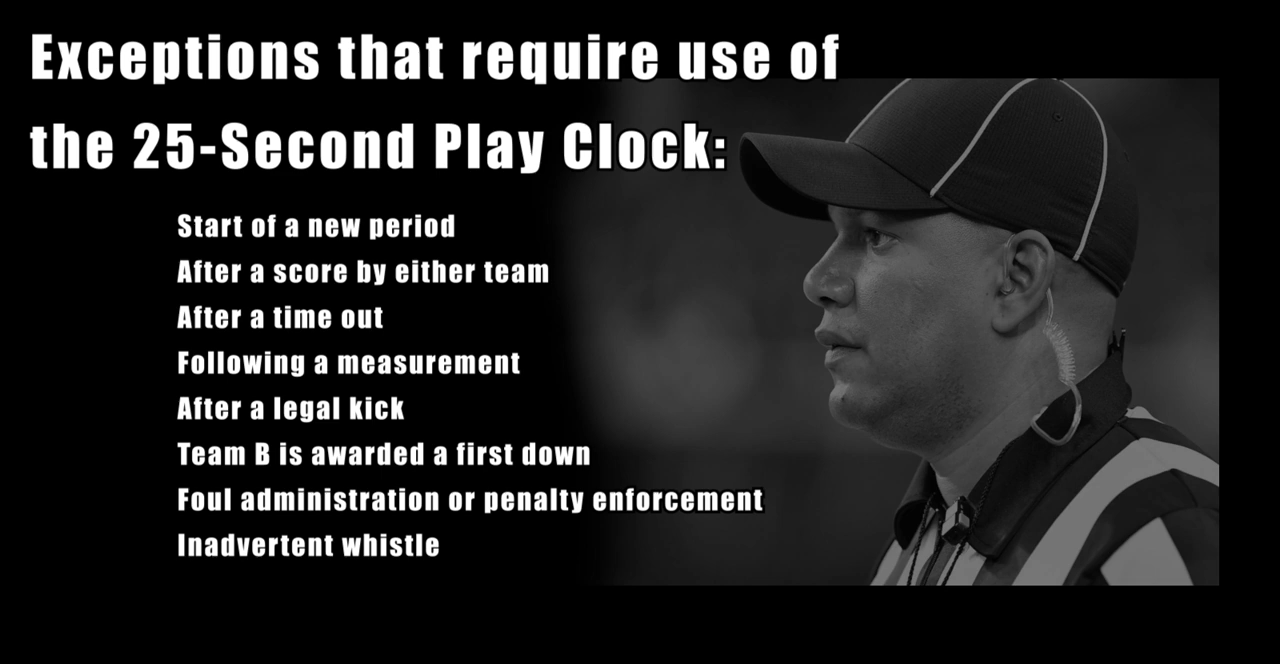 Exceptions that require use of
the 25-Second Play Clock:
Start of a new period
After a score by either team
After a time out
Following a measurement
After a legal kick
Team B is awarded a first down
Foul administration or penalty enforcement
Inadvertent whistle